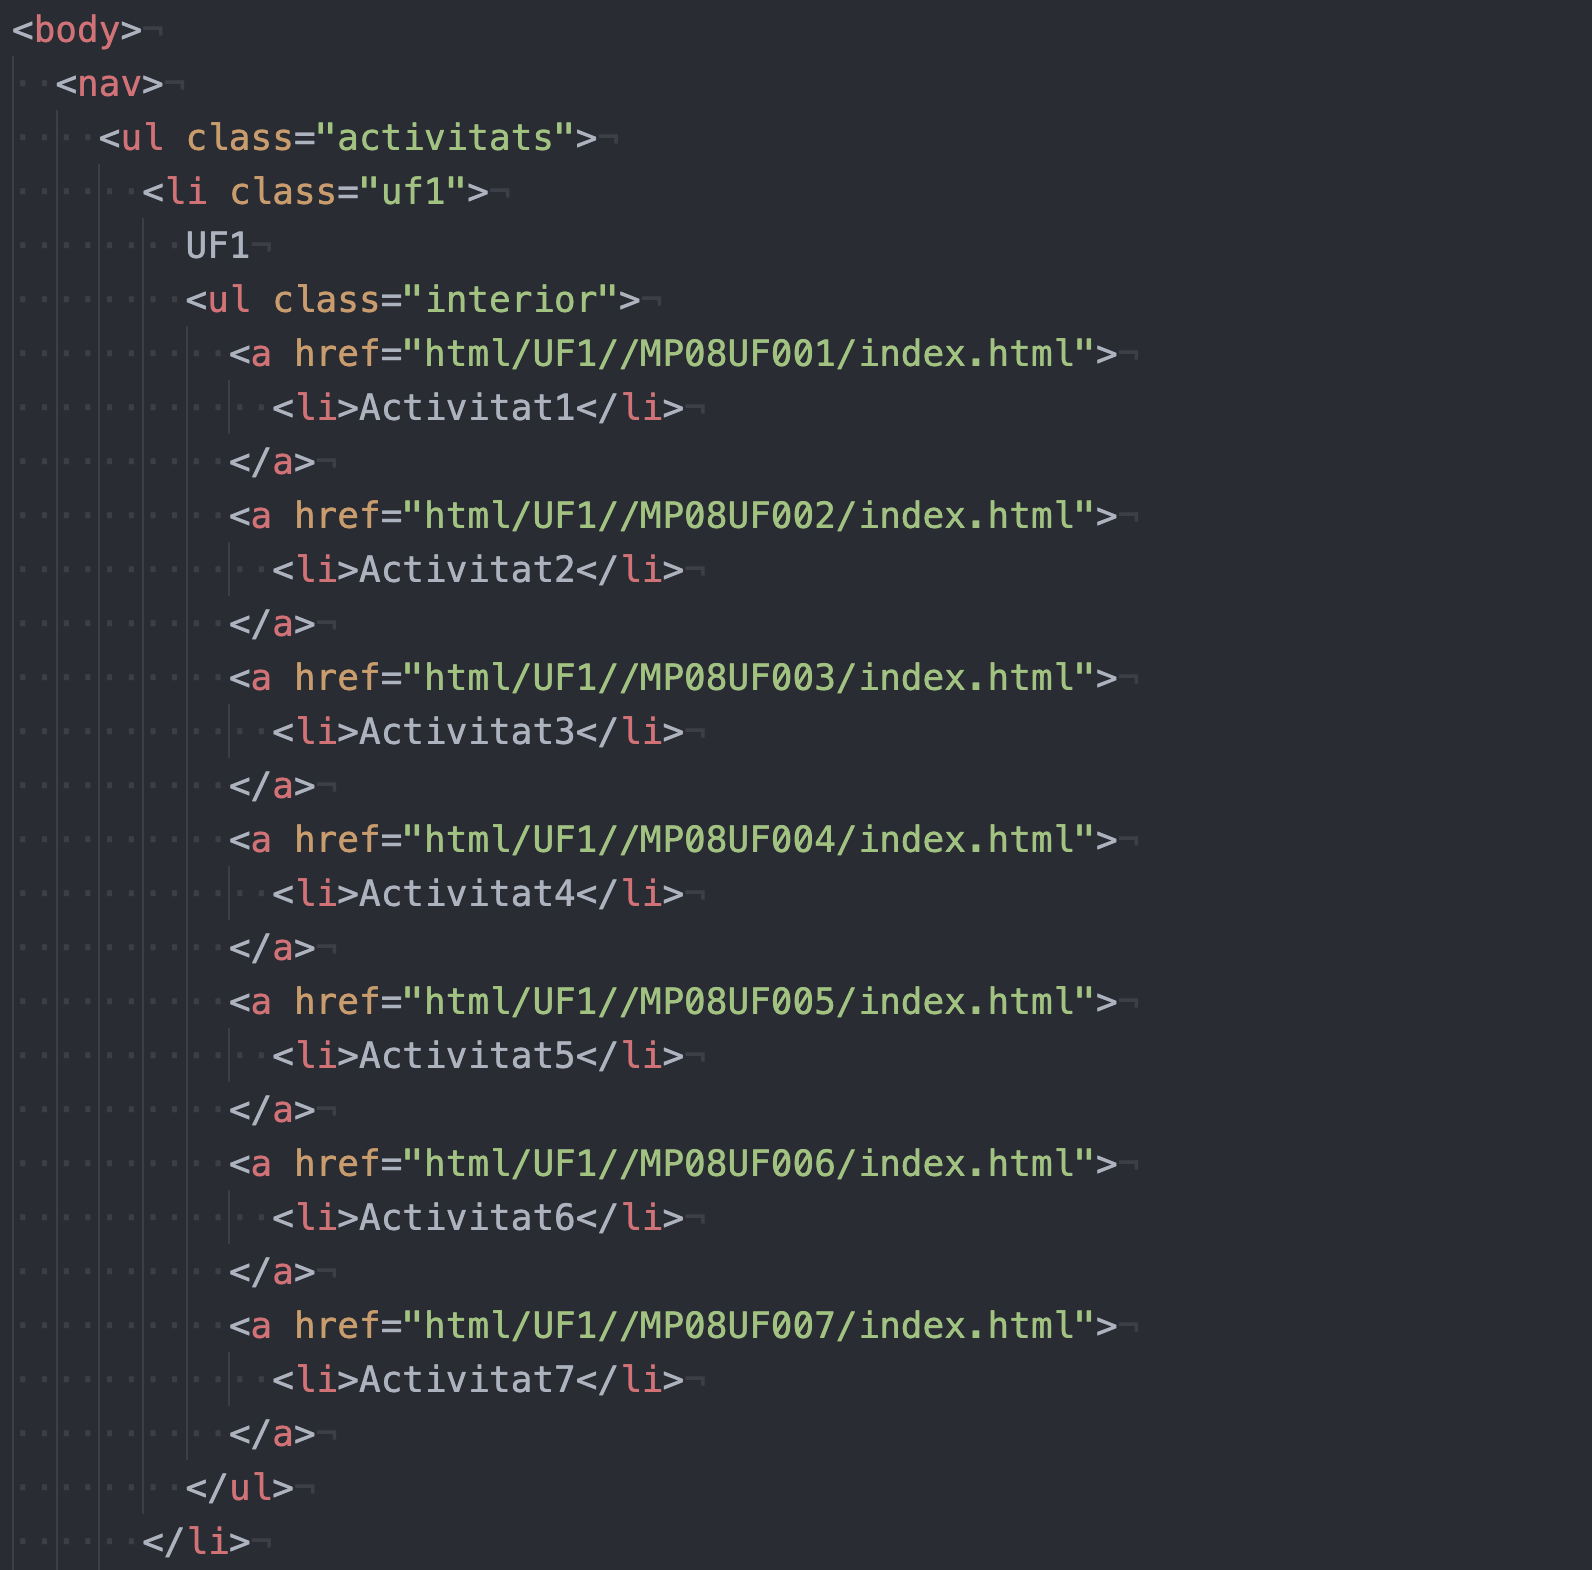 <body>
<nav>
<ul class="activitats">
<li class="uf1">
UF1
<ul class="interior">
<a href="html/UF1//MP08UF001/index.html">
<li>Activitat1</li>
</a>
<a href="html/UF1//MP08UF002/index.html">
<li>Activitat2</li>
</a>
<a href="html/UF1//MP08UF003/index.html">
<li>Activitat3</li>
</a>
<a href="html/UF1//MP08UF004/index.html">
<li>Activitat4</li>
</a>
<a href="html/UF1//MP08UF005/index.html">
<li>Activitat5</li>
</a>
<a href="html/UF1//MP08UF006/index.html">
<li>Activitat6</li>
</a>
<a href="html/UF1//MP08UF007/index.html">
<li>Activitat7</li>
</a>
</ul>
</li>